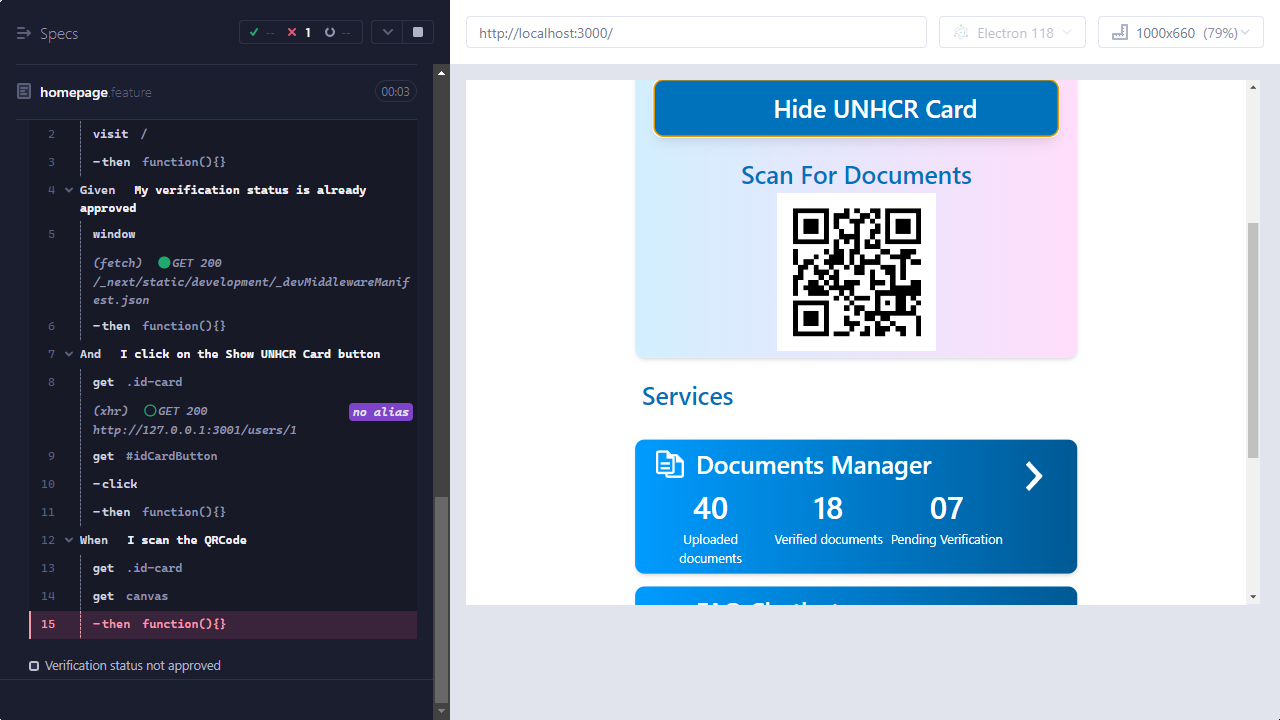 Specs
-- 1 --
homepage.feature 00:03
2 visit /
3 -then function(){}
4 Given My verification status is already
approved
5 window
(fetch) GET 200
/_next/static/development/_devMiddlewareManif
est.json
6 -then function(){}
7 And I click on the Show UNHCR Card button
8 get .id-card
(xhr) GET 200 no alias
http://127.0.0.1:3001/users/1
9 get #idCardButton
10 -click
11 -then function(){}
12 When I scan the QRCode
13 get .id-card
14 get canvas
15 -then function(){}
Verification status not approved
http://localhost:3000/
Electron 118
1000x660 (79%)
Hide UNHCR Card
Scan For Documents
Services
Documents Manager
40 18 07
Uploaded Verified documents Pending Verification
documents